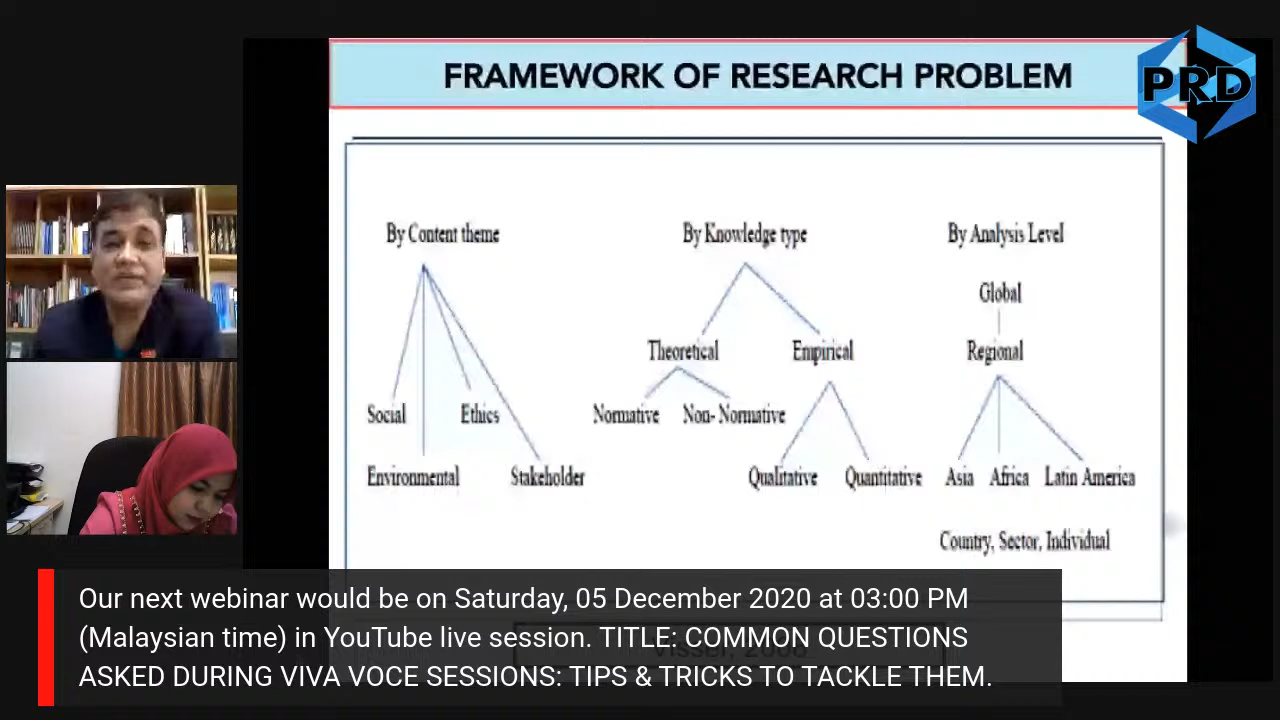 FRAMEWORK OF RESEARCH PROBLEM
PRD
By Content theme
By Knowledge type
By Analysis Level
Global
Theoretical
Empirical
Regional
Social
Ethics
Normative
Non- Normative
Environmental
Stakeholder
Qualitative
Quantitative
Asia
Africa
Latin America
Country, Sector, Individual
Our next webinar would be on Saturday, 05 December 2020 at 03:00 PM
(Malaysian time) in YouTube live session. TITLE: COMMON QUESTIONS
ASKED DURING VIVA VOCE SESSIONS: TIPS & TRICKS TO TACKLE THEM.